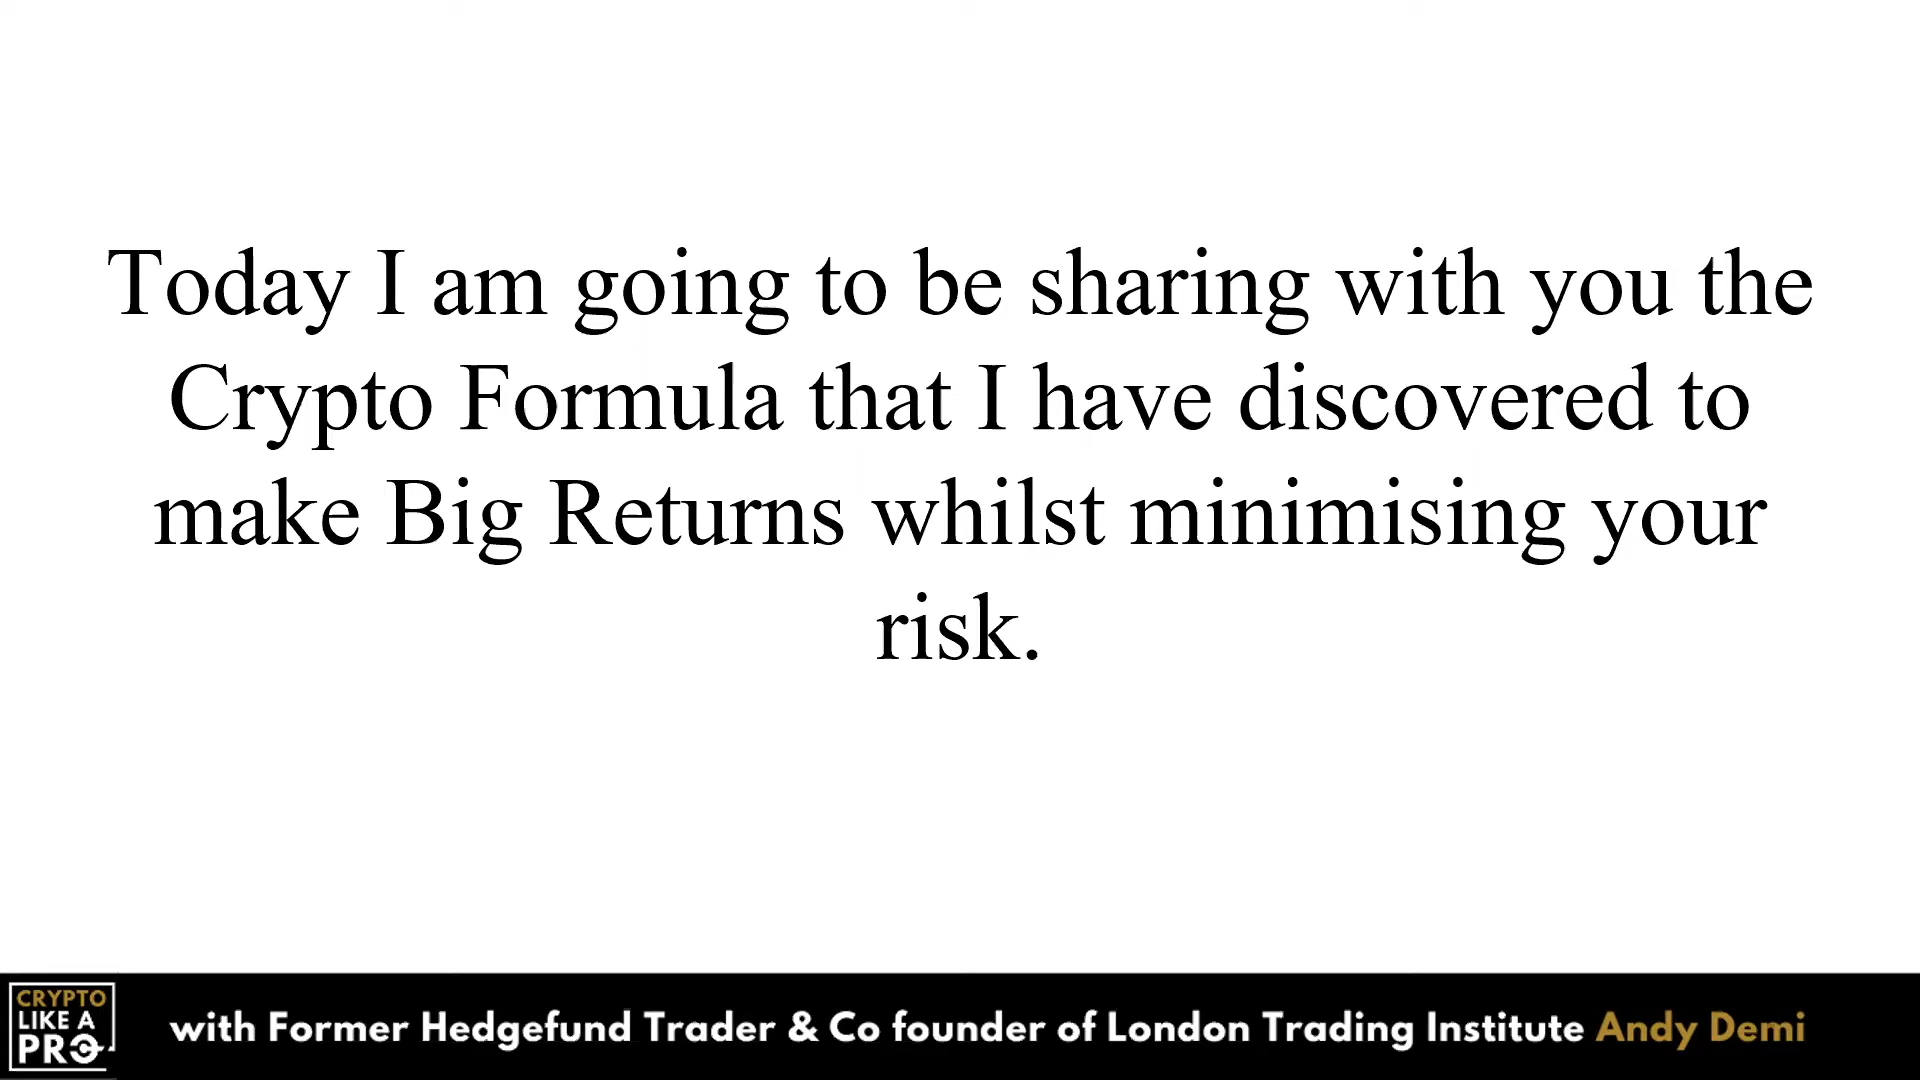 Today I am going to be sharing with you the
Crypto Formula that I have discovered to
make Big Returns whilst minimising your
risk.
CRYPTO
LIKE A
PRO
with Former Hedgefund Trader & Co founder of London Trading Institute Andy Demi